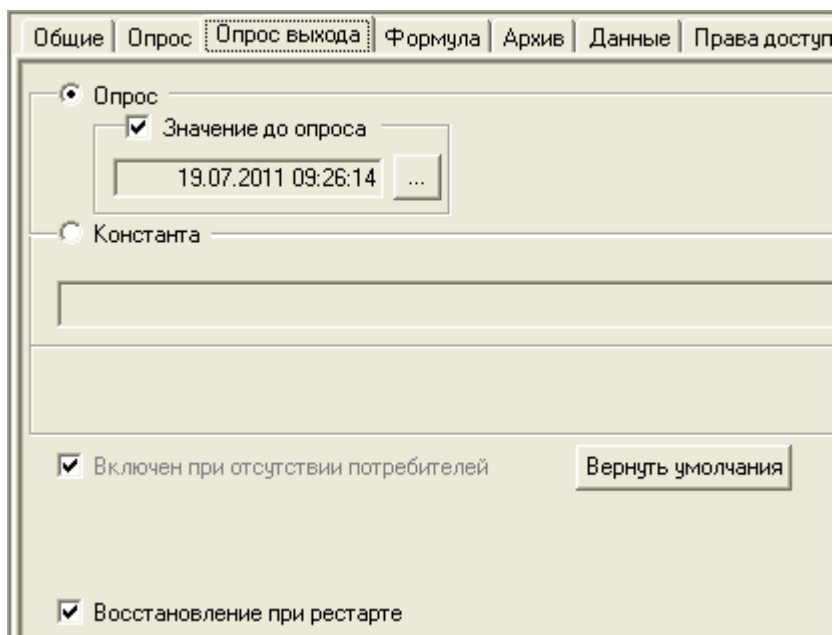 Общие Опрос Опрос выхода Формула Архив Данные Права доступ
Опрос
Значение до опроса
19.07.2011 09:26:14 ...
Константа
Включен при отсутствии потребителей Вернуть умолчания
Восстановление при рестарте